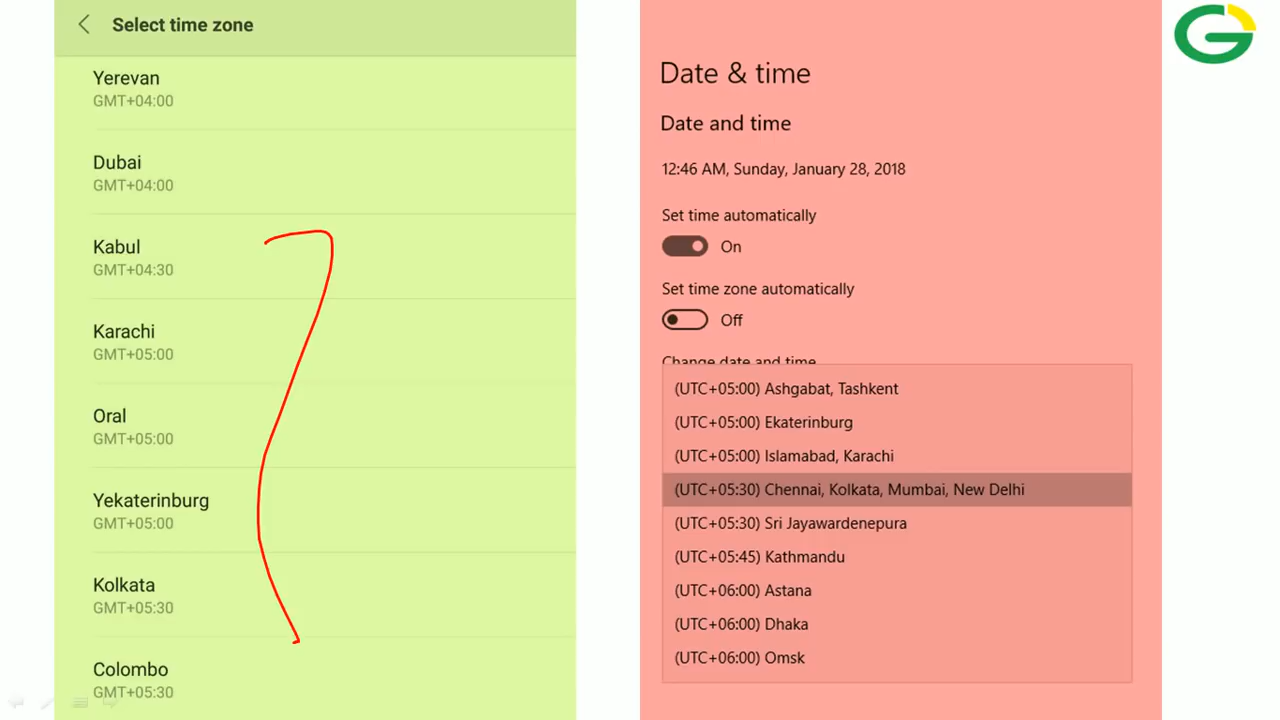 Select time zone
Yerevan
GMT+04:00
Dubai
GMT+04:00
Kabul
GMT+04:30
Karachi
GMT+05:00
Oral
GMT+05:00
Yekaterinburg
GMT+05:00
Kolkata
GMT+05:30
Colombo
GMT+05:30
Date & time
Date and time
12:46 AM, Sunday, January 28, 2018
Set time automatically
On
Set time zone automatically
Off
Change date and time
(UTC+05:00) Ashgabat, Tashkent
(UTC+05:00) Ekaterinburg
(UTC+05:00) Islamabad, Karachi
(UTC+05:30) Chennai, Kolkata, Mumbai, New Delhi
(UTC+05:30) Sri Jayawardenepura
(UTC+05:45) Kathmandu
(UTC+06:00) Astana
(UTC+06:00) Dhaka
(UTC+06:00) Omsk